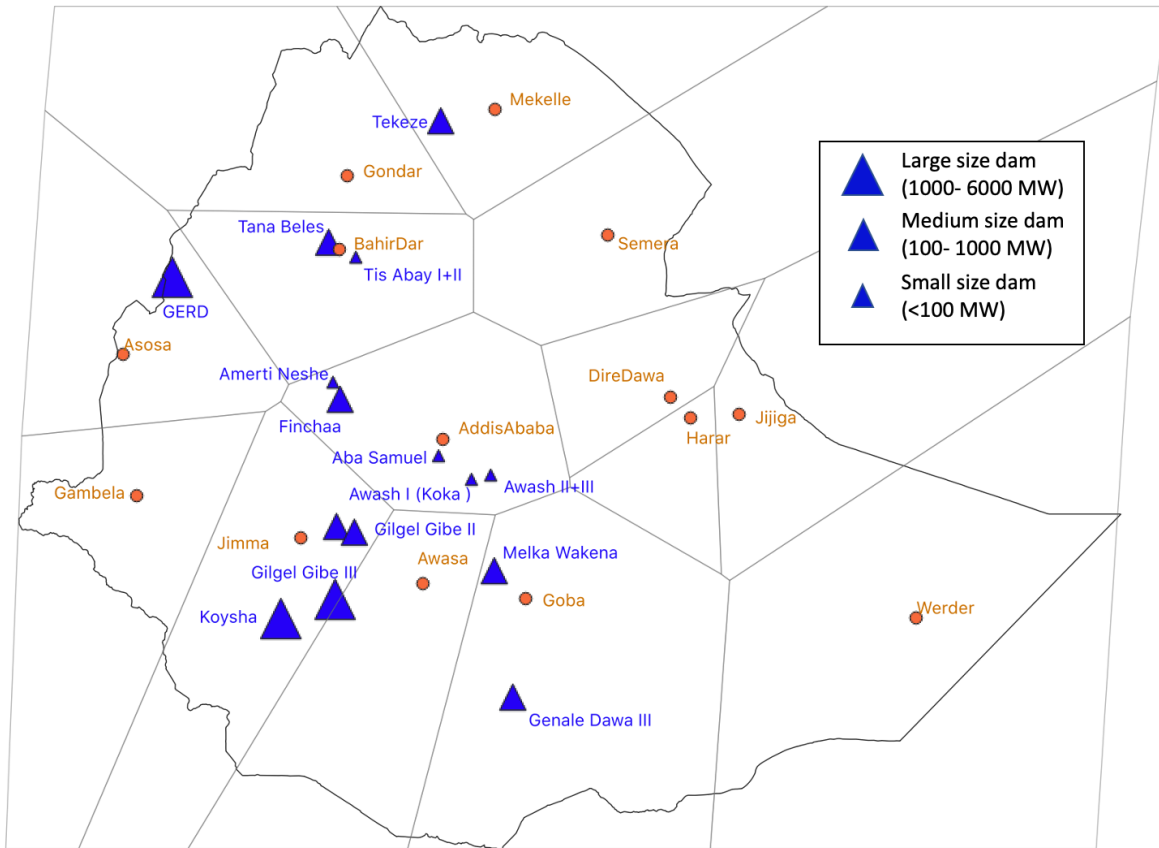 Mekelle
Tekeze
Gondar
Large size dam
(1000- 6000 MW)
Medium size dam
(100- 1000 MW)
Small size dam
(<100 MW)
Tana Beles
BahirDar
Semera
Tis Abay I+II
GERD
Asosa
Amerti Neshe
DireDawa
Finchaa
AddisAbaba
Harar
Jijiga
Aba Samuel
Awash I (Koka )
Awash II+III
Gambela
Jimma
Gilgel Gibe II
Awasa
Melka Wakena
Gilgel Gibe III
Goba
Koysha
Werder
Genale Dawa III